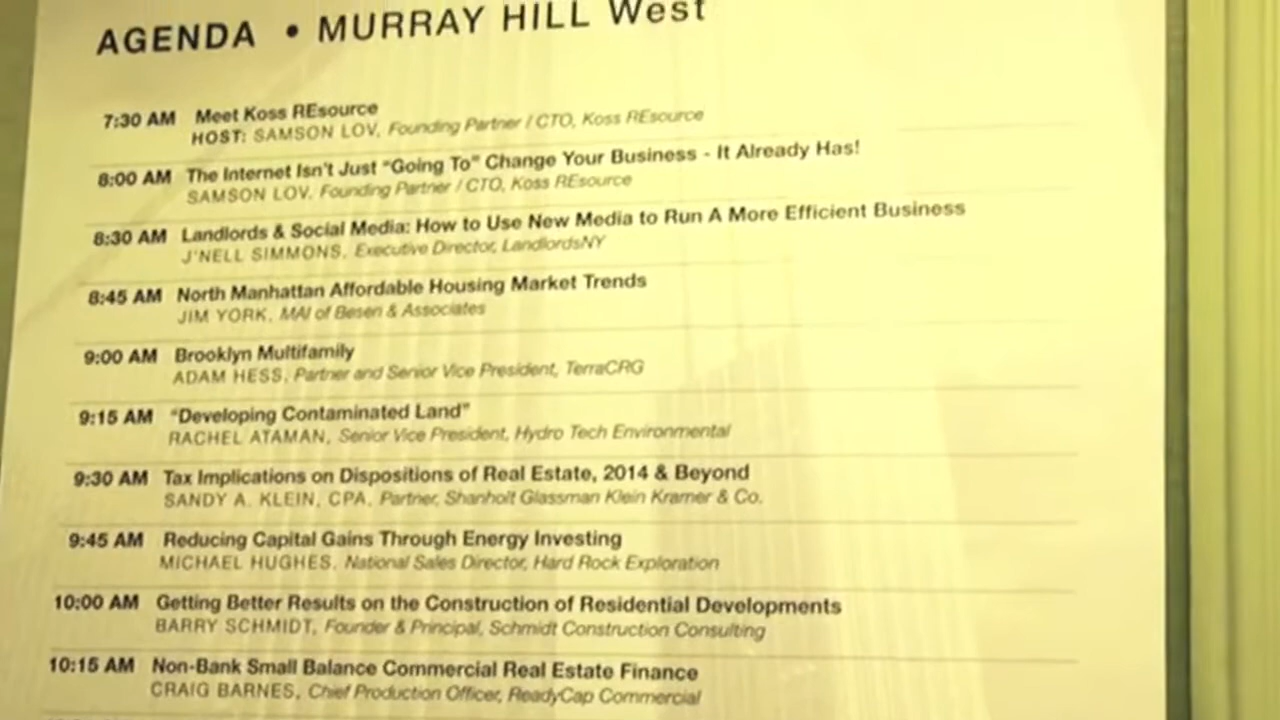 AGENDA • MURRAY HILL West
7:30 AM Meet Koss REsource
HOST: SAMSON LOV, Founding Partner / CTO, Koss REsource
8:00 AM The Internet Isn't Just "Going To" Change Your Business - It Already Has!
SAMSON LOV, Founding Partner / CTO, Koss REsource
8:30 AM Landlords & Social Media: How to Use New Media to Run A More Efficient Business
J'NELL SIMMONS, Executive Director, LandlordsNY
8:45 AM North Manhattan Affordable Housing Market Trends
JIM YORK, MAI of Besen & Associates
9:00 AM Brooklyn Multifamily
ADAM HESS, Partner and Senior Vice President, TerraCRG
9:15 AM "Developing Contaminated Land"
RACHEL ATAMAN, Senior Vice President, Hydro Tech Environmental
9:30 AM Tax Implications on Dispositions of Real Estate, 2014 & Beyond
SANDY A. KLEIN, CPA, Partner, Shanholt Glassman Klein Kramer & Co.
9:45 AM Reducing Capital Gains Through Energy Investing
MICHAEL HUGHES, National Sales Director, Hard Rock Exploration
10:00 AM Getting Better Results on the Construction of Residential Developments
BARRY SCHMIDT, Founder & Principal, Schmidt Construction Consulting
10:15 AM Non-Bank Small Balance Commercial Real Estate Finance
CRAIG BARNES, Chief Production Officer, ReadyCap Commercial